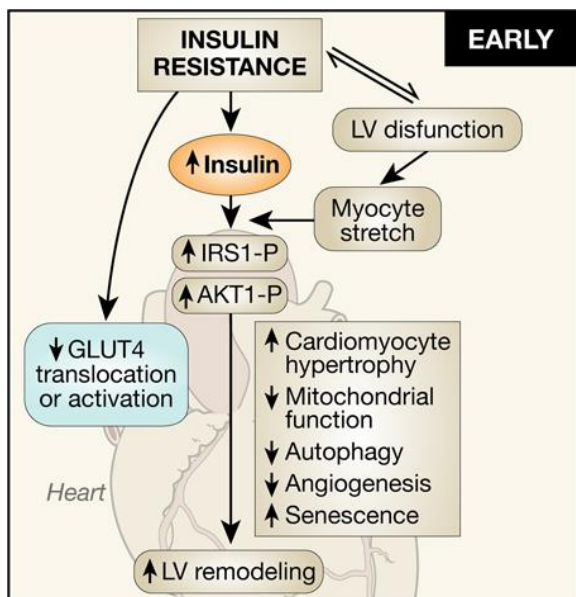 EARLY
INSULIN
RESISTANCE
LV disfunction
↑ Insulin
Myocyte
stretch
↑ IRS1-P
↑ AKT1-P
↓ GLUT4
translocation
or activation
↑ Cardiomyocyte
hypertrophy
↓ Mitochondrial
function
↓ Autophagy
↓ Angiogenesis
↑ Senescence
Heart
↑ LV remodeling